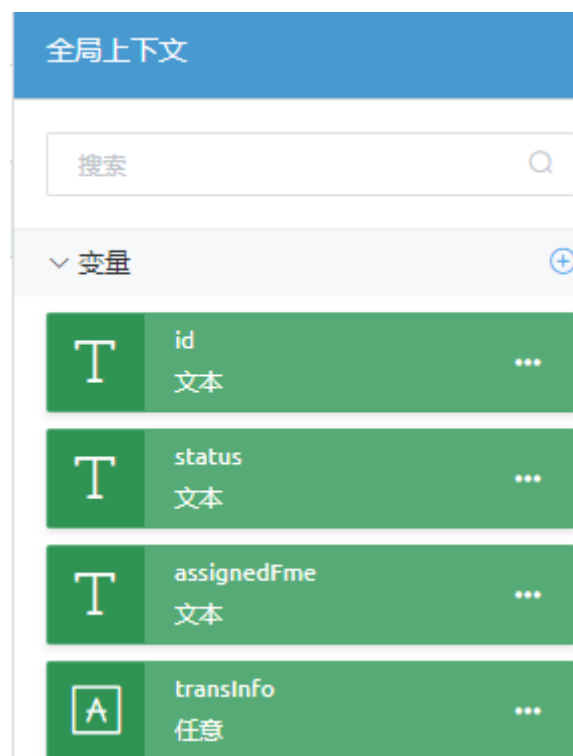 全局上下文
搜索
变量
id
文本
status
文本
assignedFme
文本
transInfo
任意